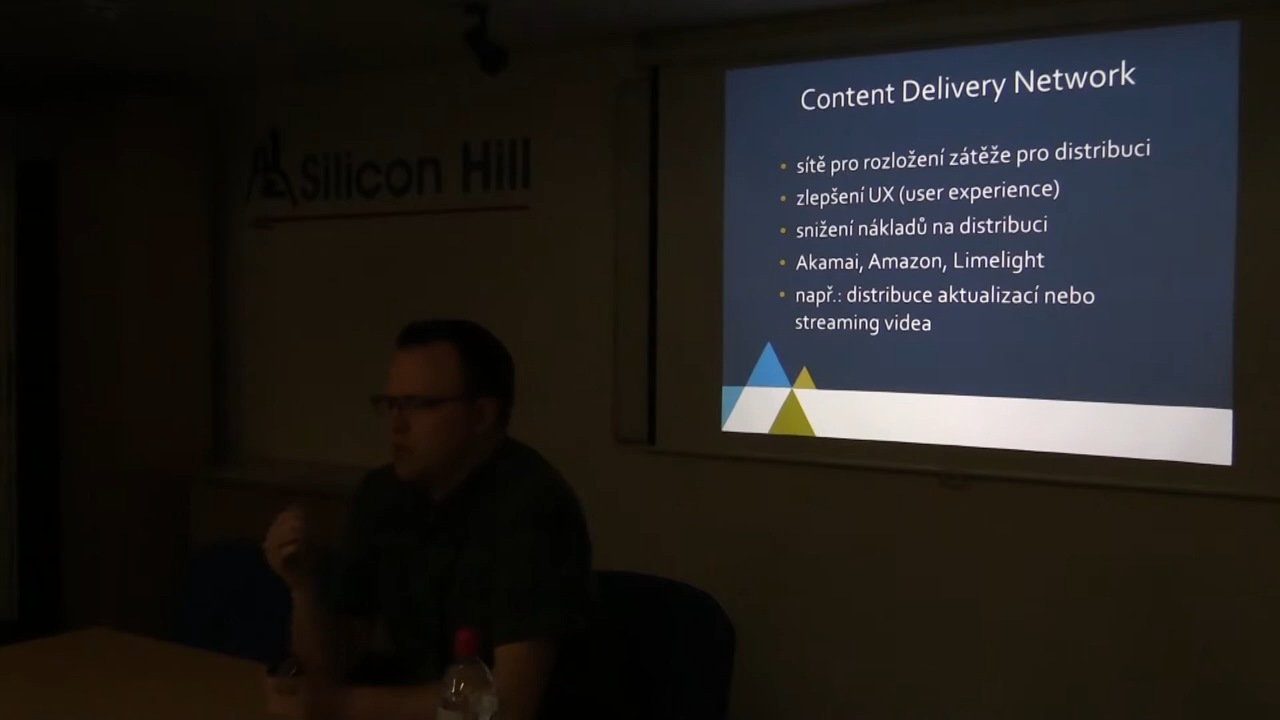 Silicon Hill
Content Delivery Network
sítě pro rozložení zátěže pro distribuci
zlepšení UX (user experience)
snižení nákladů na distribuci
Akamai, Amazon, Limelight
např.: distribuce aktualizací nebo
streaming videa